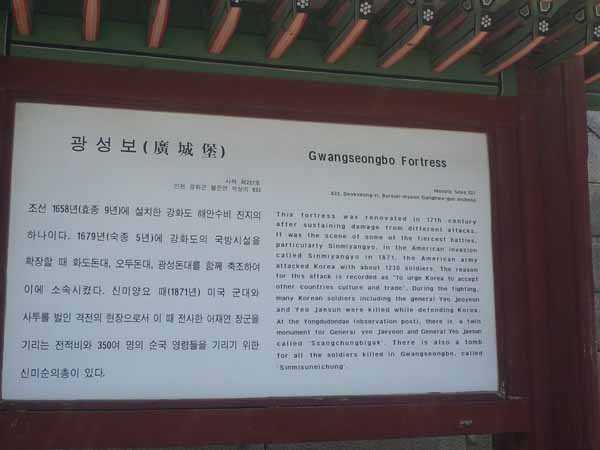 광성보(廣城堡)
사적 제227호
인천 강화군 불은면 덕성리 833
조선 1658년(효종 9년)에 설치한 강화도 해안수비 진지의
하나이다. 1679년(숙종 5년)에 강화도의 국방시설을
확장할 때 화도돈대, 오두돈대, 광성돈대를 함께 축조하여
이에 소속시켰다. 신미양요 때(1871년) 미국 군대와
사투를 벌인 격전의 현장으로서 이 때 전사한 어재연 장군을
기리는 전적비와 350여 명의 순국 영령들을 기리기 위한
신미순의총이 있다.
Gwangseongbo Fortress
Historic Sites 227
833, Deokseong-ri, Bureun-myeon Ganghwa-gun Incheon
This fortress was renovated in 17th century
after sustaining damage from different attacks.
It was the scene of some of the fiercest battles,
particularly Sinmiyangyo. In the American invasion
called Sinmiyangyo in 1871, the American army
attacked Korea with about 1230 soldiers. The reason
for this attack is recorded as "to urge Korea to accept
other countries culture and trade". During the fighting,
many Korean soldiers including the general Yeo Jeoyeon
and Yeo Jaesun were killed while defending Korea.
At the Yongdudondae (observation post), there is a twin
monument for General yeo Jaeyeon and General Yeo Jaesun
called 'Ssangchungbigak'. There is also a tomb
for all the soldiers killed in Gwangseongbo, called
'Sinmisuneichong'.